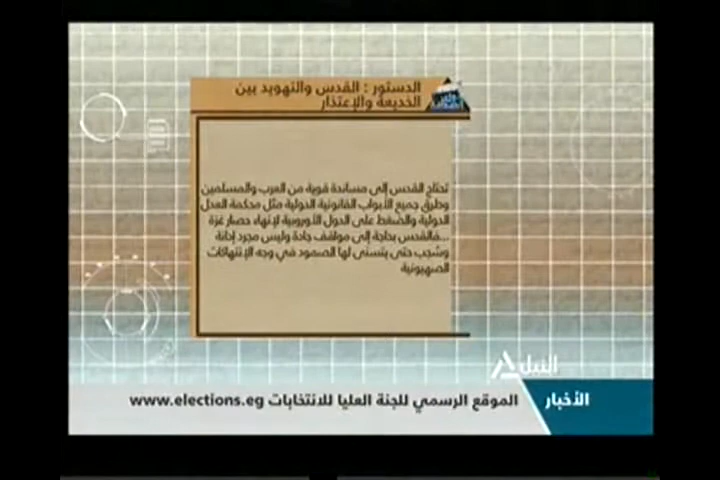 الدستور : القدس والتهويد بين
الخديعة والإعتذار
تحتاج القدس إلى مساندة قوية من العرب والمسلمين
وطرق جميع الأبواب القانونية الدولية مثل محكمة العدل
الدولية والضغط على الدول الأوروبية لإنهاء حصار غزة
...فالقدس بحاجة إلى مواقف جادة وليس مجرد إدانة
وشجب حتى يتسنى لها الصمود في وجه الإنتهاكات
الصهيونية
النيل
الأخبار
الموقع الرسمي للجنة العليا للانتخابات www.elections.eg